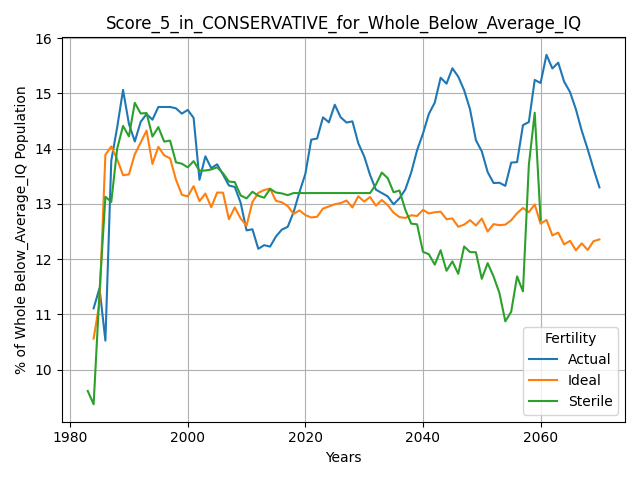 Score_5_in_CONSERVATIVE_for_Whole_Below_Average_IQ
% of Whole Below_Average_IQ Population
16
15
14
13
12
11
10
1980
2000
2020
2040
2060
Years
Fertility
Actual
Ideal
Sterile